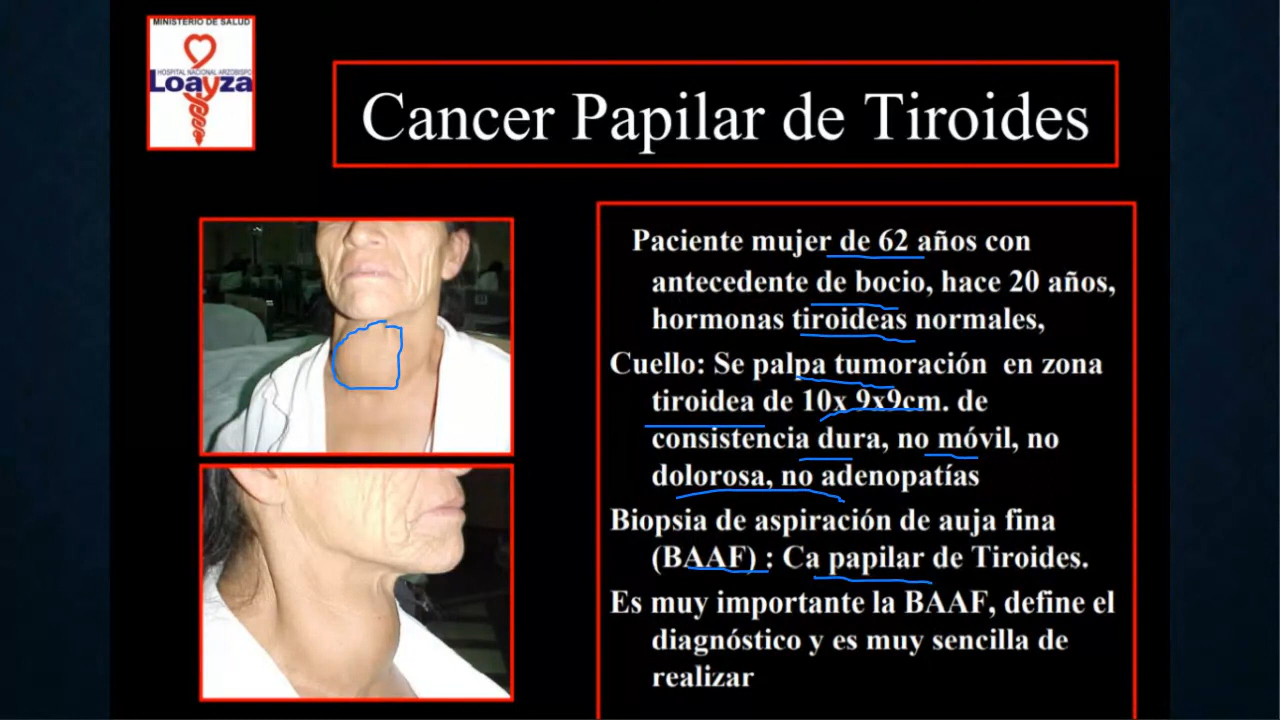 MINISTERIO DE SALUD
HOSPITAL NACIONAL ARZOBISPO
Loayza
Cancer Papilar de Tiroides
Paciente mujer de 62 años con
antecedente de bocio, hace 20 años,
hormonas tiroideas normales,
Cuello: Se palpa tumoración en zona
tiroidea de 10x 9x9cm. de
consistencia dura, no móvil, no
dolorosa, no adenopatías
Biopsia de aspiración de auja fina
(BAAF) : Ca papilar de Tiroides.
Es muy importante la BAAF, define el
diagnóstico y es muy sencilla de
realizar